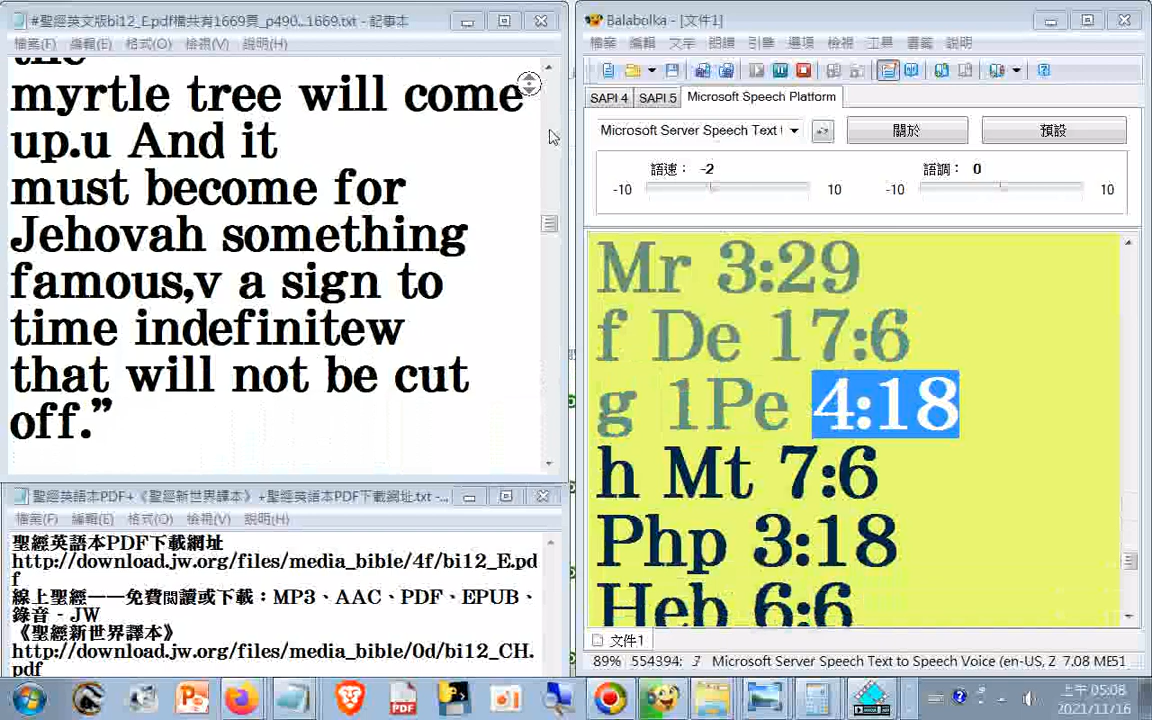 #聖經英文版bi12_E.pdf檔共有1669頁_p490...1669.txt - 記事本
檔案(F) 編輯(E) 格式(O) 檢視(V) 說明(H)
the
myrtle tree will come
up.u And it
must become for
Jehovah something
famous,v a sign to
time indefinitew
that will not be cut
off.”
聖經英語本PDF+《聖經新世界譯本》+聖經英語本PDF下載網址.txt -...
檔案(F) 編輯(E) 格式(O) 檢視(V) 說明(H)
聖經英語本PDF下載網址
http://download.jw.org/files/media_bible/4f/bi12_E.pd
f
線上聖經——免費閱讀或下載：MP3、AAC、PDF、EPUB、
錄音 - JW
《聖經新世界譯本》
http://download.jw.org/files/media_bible/0d/bi12_CH.
pdf
Balabolka - [文件1]
檔案 編輯 文字 朗讀 引擎 選項 檢視 工具 書籤 說明
SAPI 4 SAPI 5 Microsoft Speech Platform
Microsoft Server Speech Text 關於 預設
語速： -2 語調： 0
-10 10 -10 10
Mr 3:29
f De 17:6
g 1Pe 4:18
h Mt 7:6
Php 3:18
Heb 6:6
文件1
89% 554394: Microsoft Server Speech Text to Speech Voice (en-US, Z 7.08 ME51
上午 05:08
2021/11/16